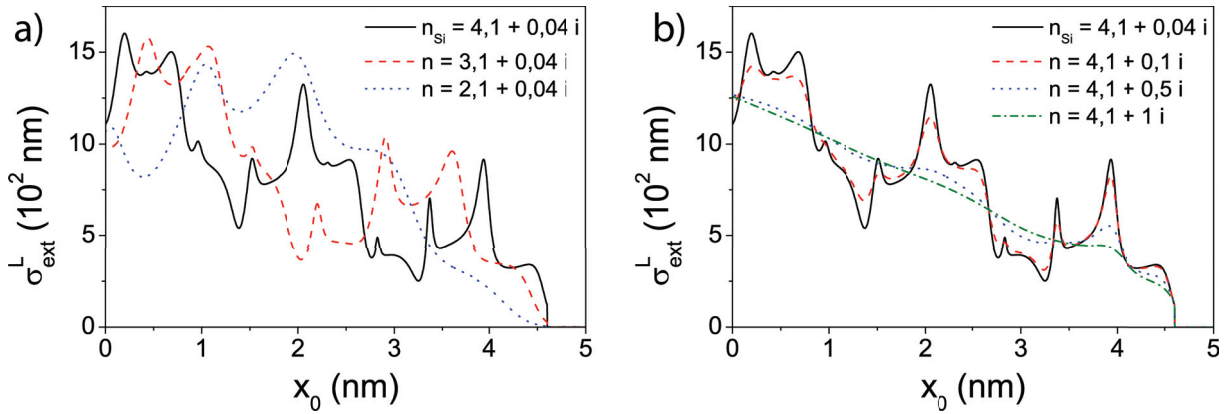 a)
n_Si = 4,1 + 0,04 i
n = 3,1 + 0,04 i
n = 2,1 + 0,04 i
15
10
5
0
σ_ext^L (10^2 nm)
0 1 2 3 4 5
x_0 (nm)
b)
n_Si = 4,1 + 0,04 i
n = 4,1 + 0,1 i
n = 4,1 + 0,5 i
n = 4,1 + 1 i
15
10
5
0
σ_ext^L (10^2 nm)
0 1 2 3 4 5
x_0 (nm)